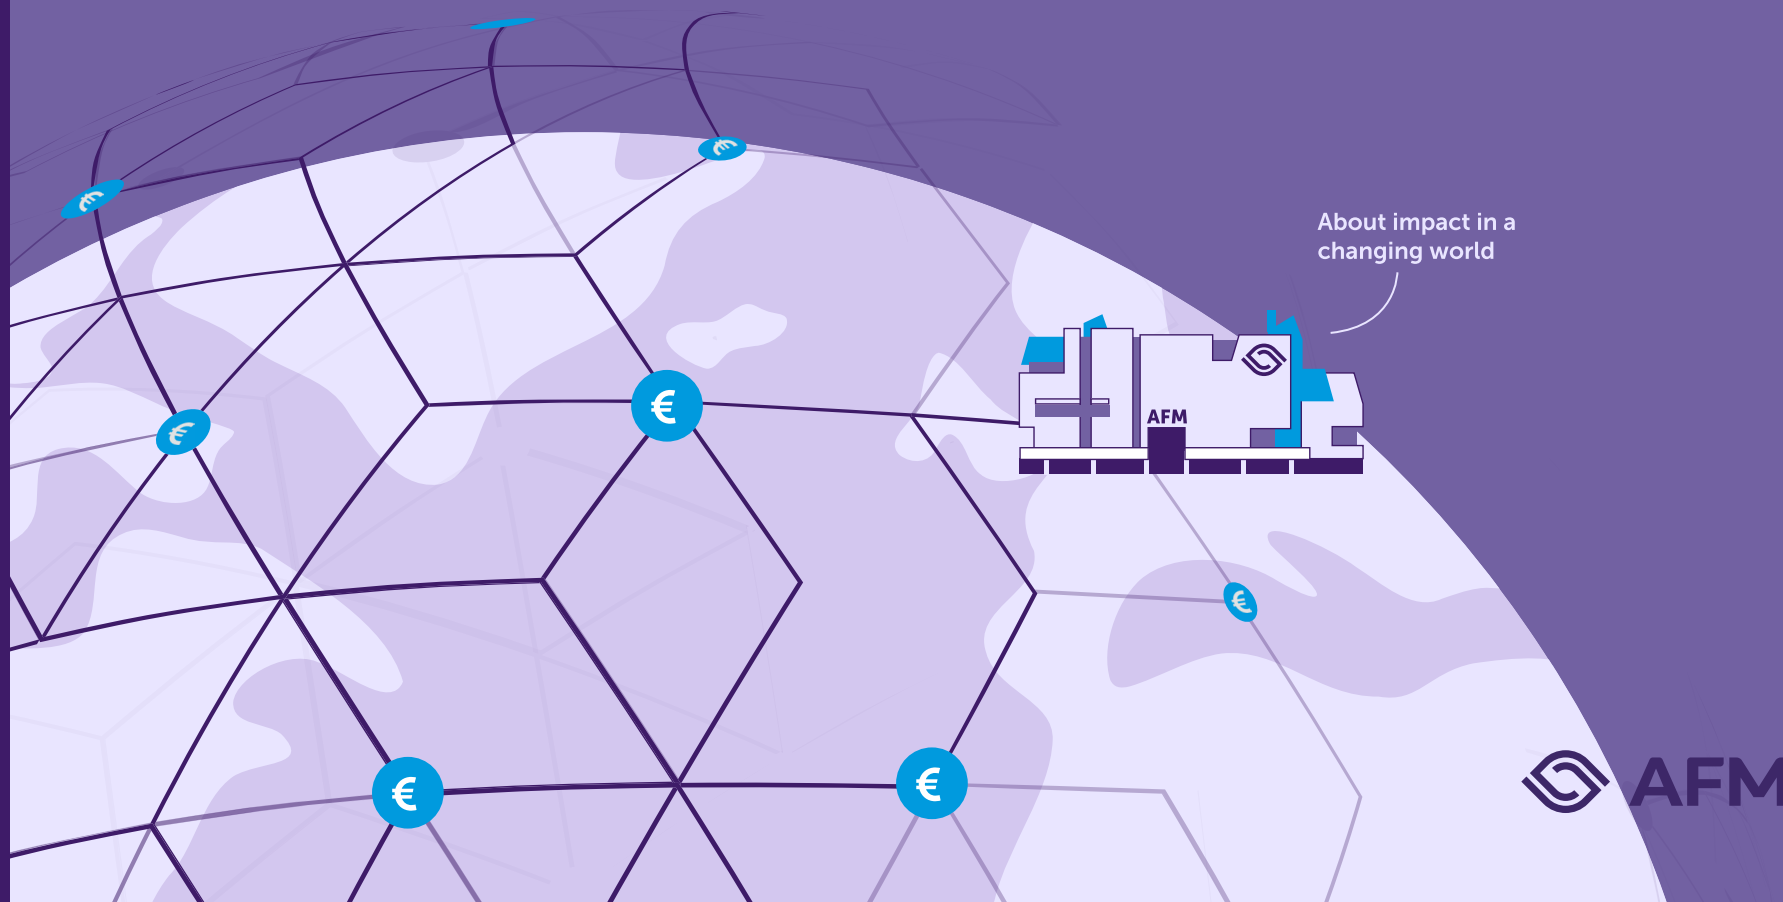 €
€
About impact in a
changing world
€
€
AFM
€
€
€
AFM